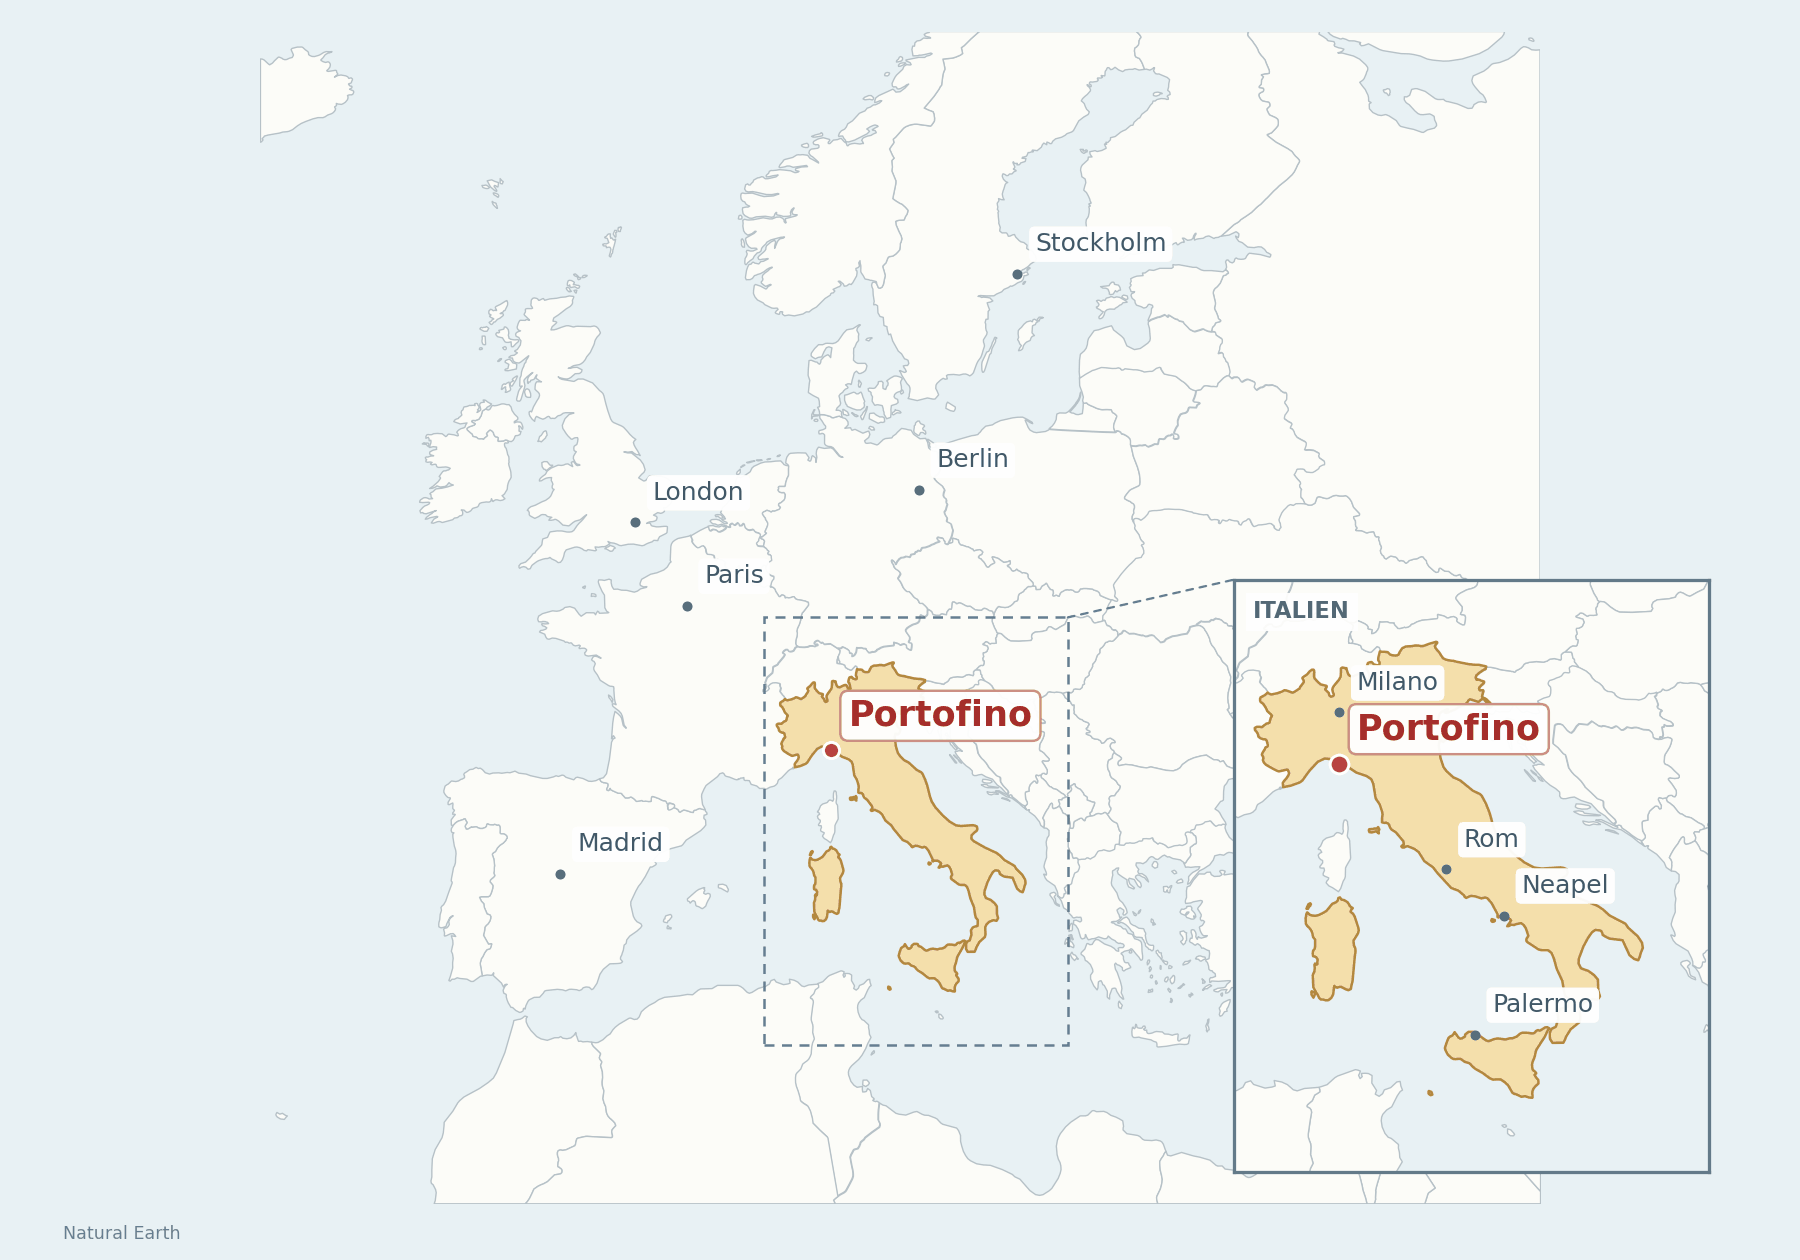 Stockholm
Berlin
London
Paris
ITALIEN
Milano
Portofino
Portofino
Rom
Madrid
Neapel
Palermo
Natural Earth